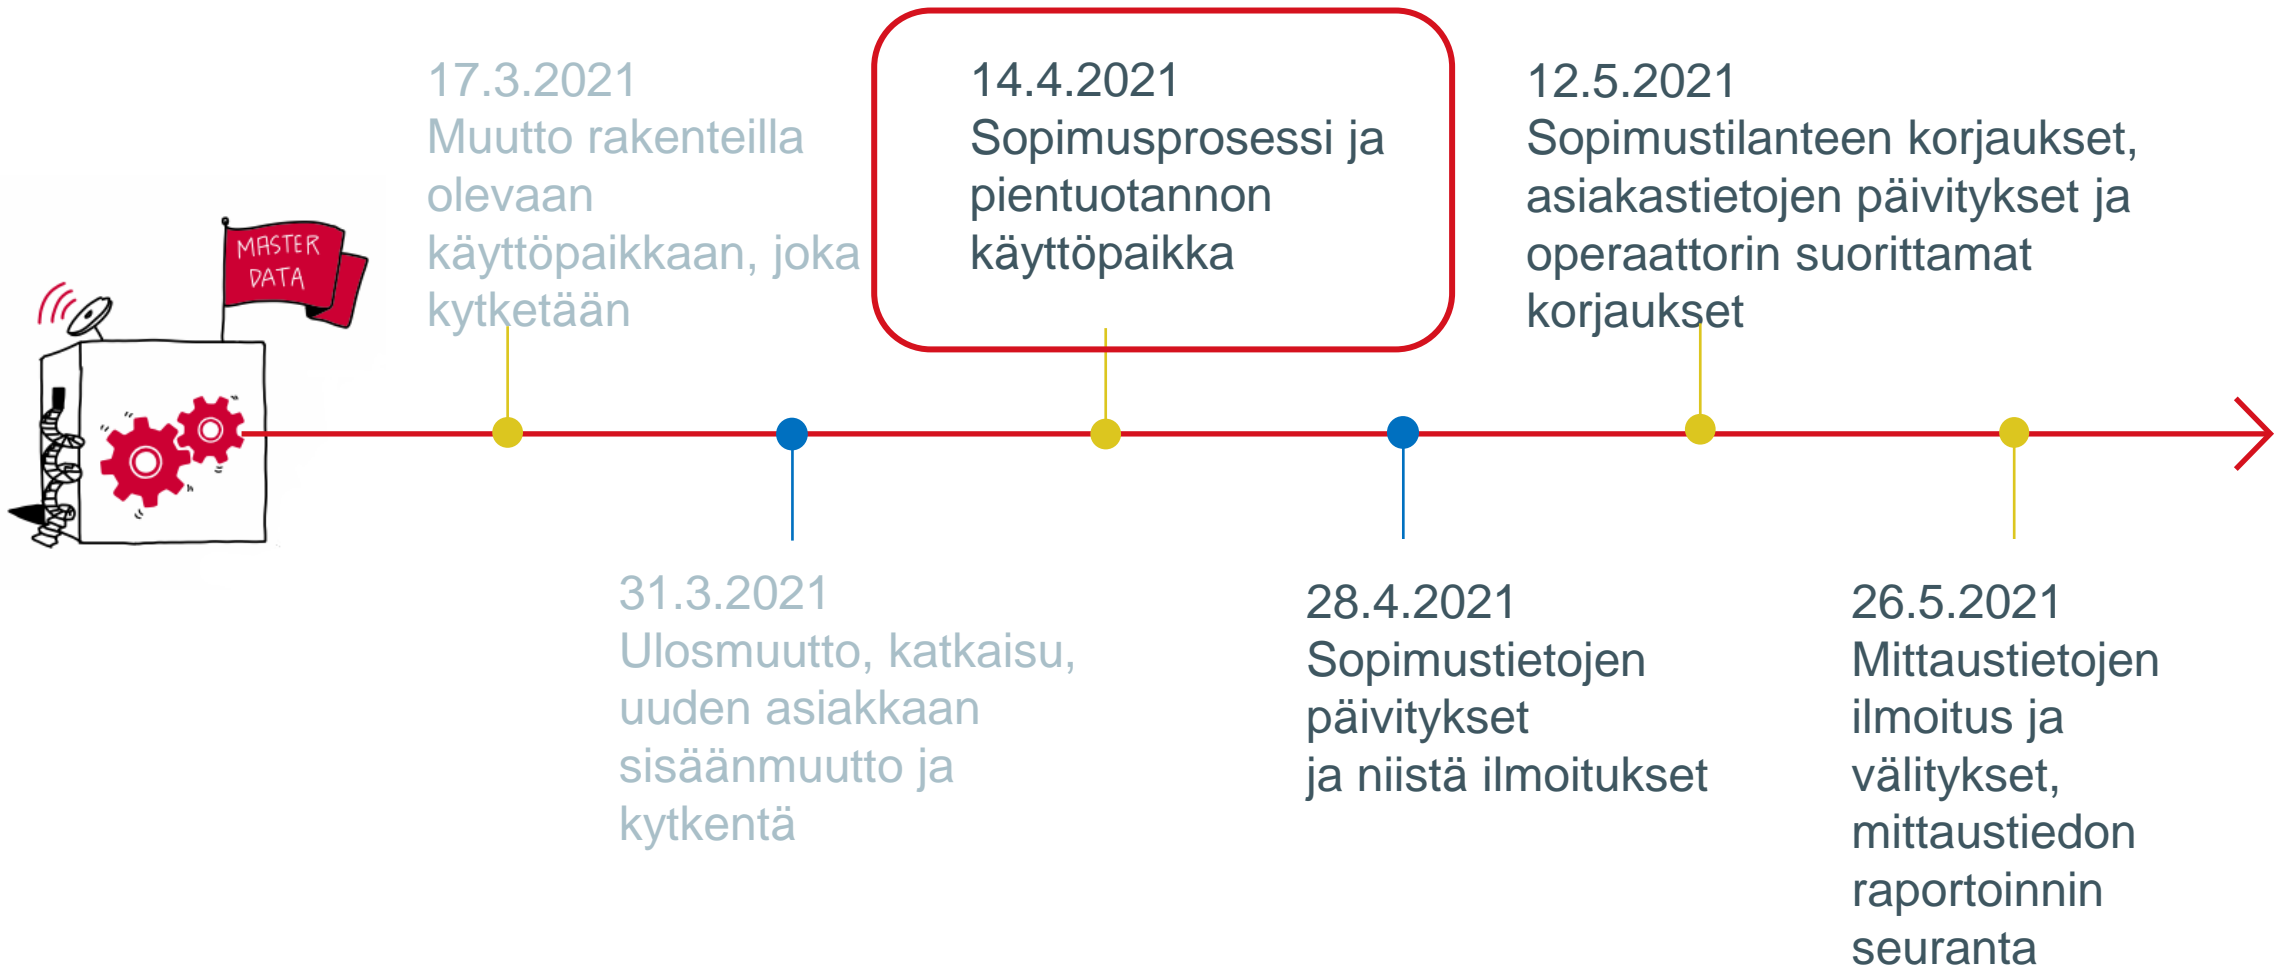 MASTER
DATA
17.3.2021
Muutto rakenteilla
olevaan
käyttöpaikkaan, joka
kytketään
31.3.2021
Ulosmuutto, katkaisu,
uuden asiakkaan
sisäänmuutto ja
kytkentä
14.4.2021
Sopimusprosessi ja
pientuotannon
käyttöpaikka
28.4.2021
Sopimustietojen
päivitykset
ja niistä ilmoitukset
12.5.2021
Sopimustilanteen korjaukset,
asiakastietojen päivitykset ja
operaattorin suorittamat
korjaukset
26.5.2021
Mittaustietojen
ilmoitus ja
välitykset,
mittaustiedon
raportoinnin
seuranta